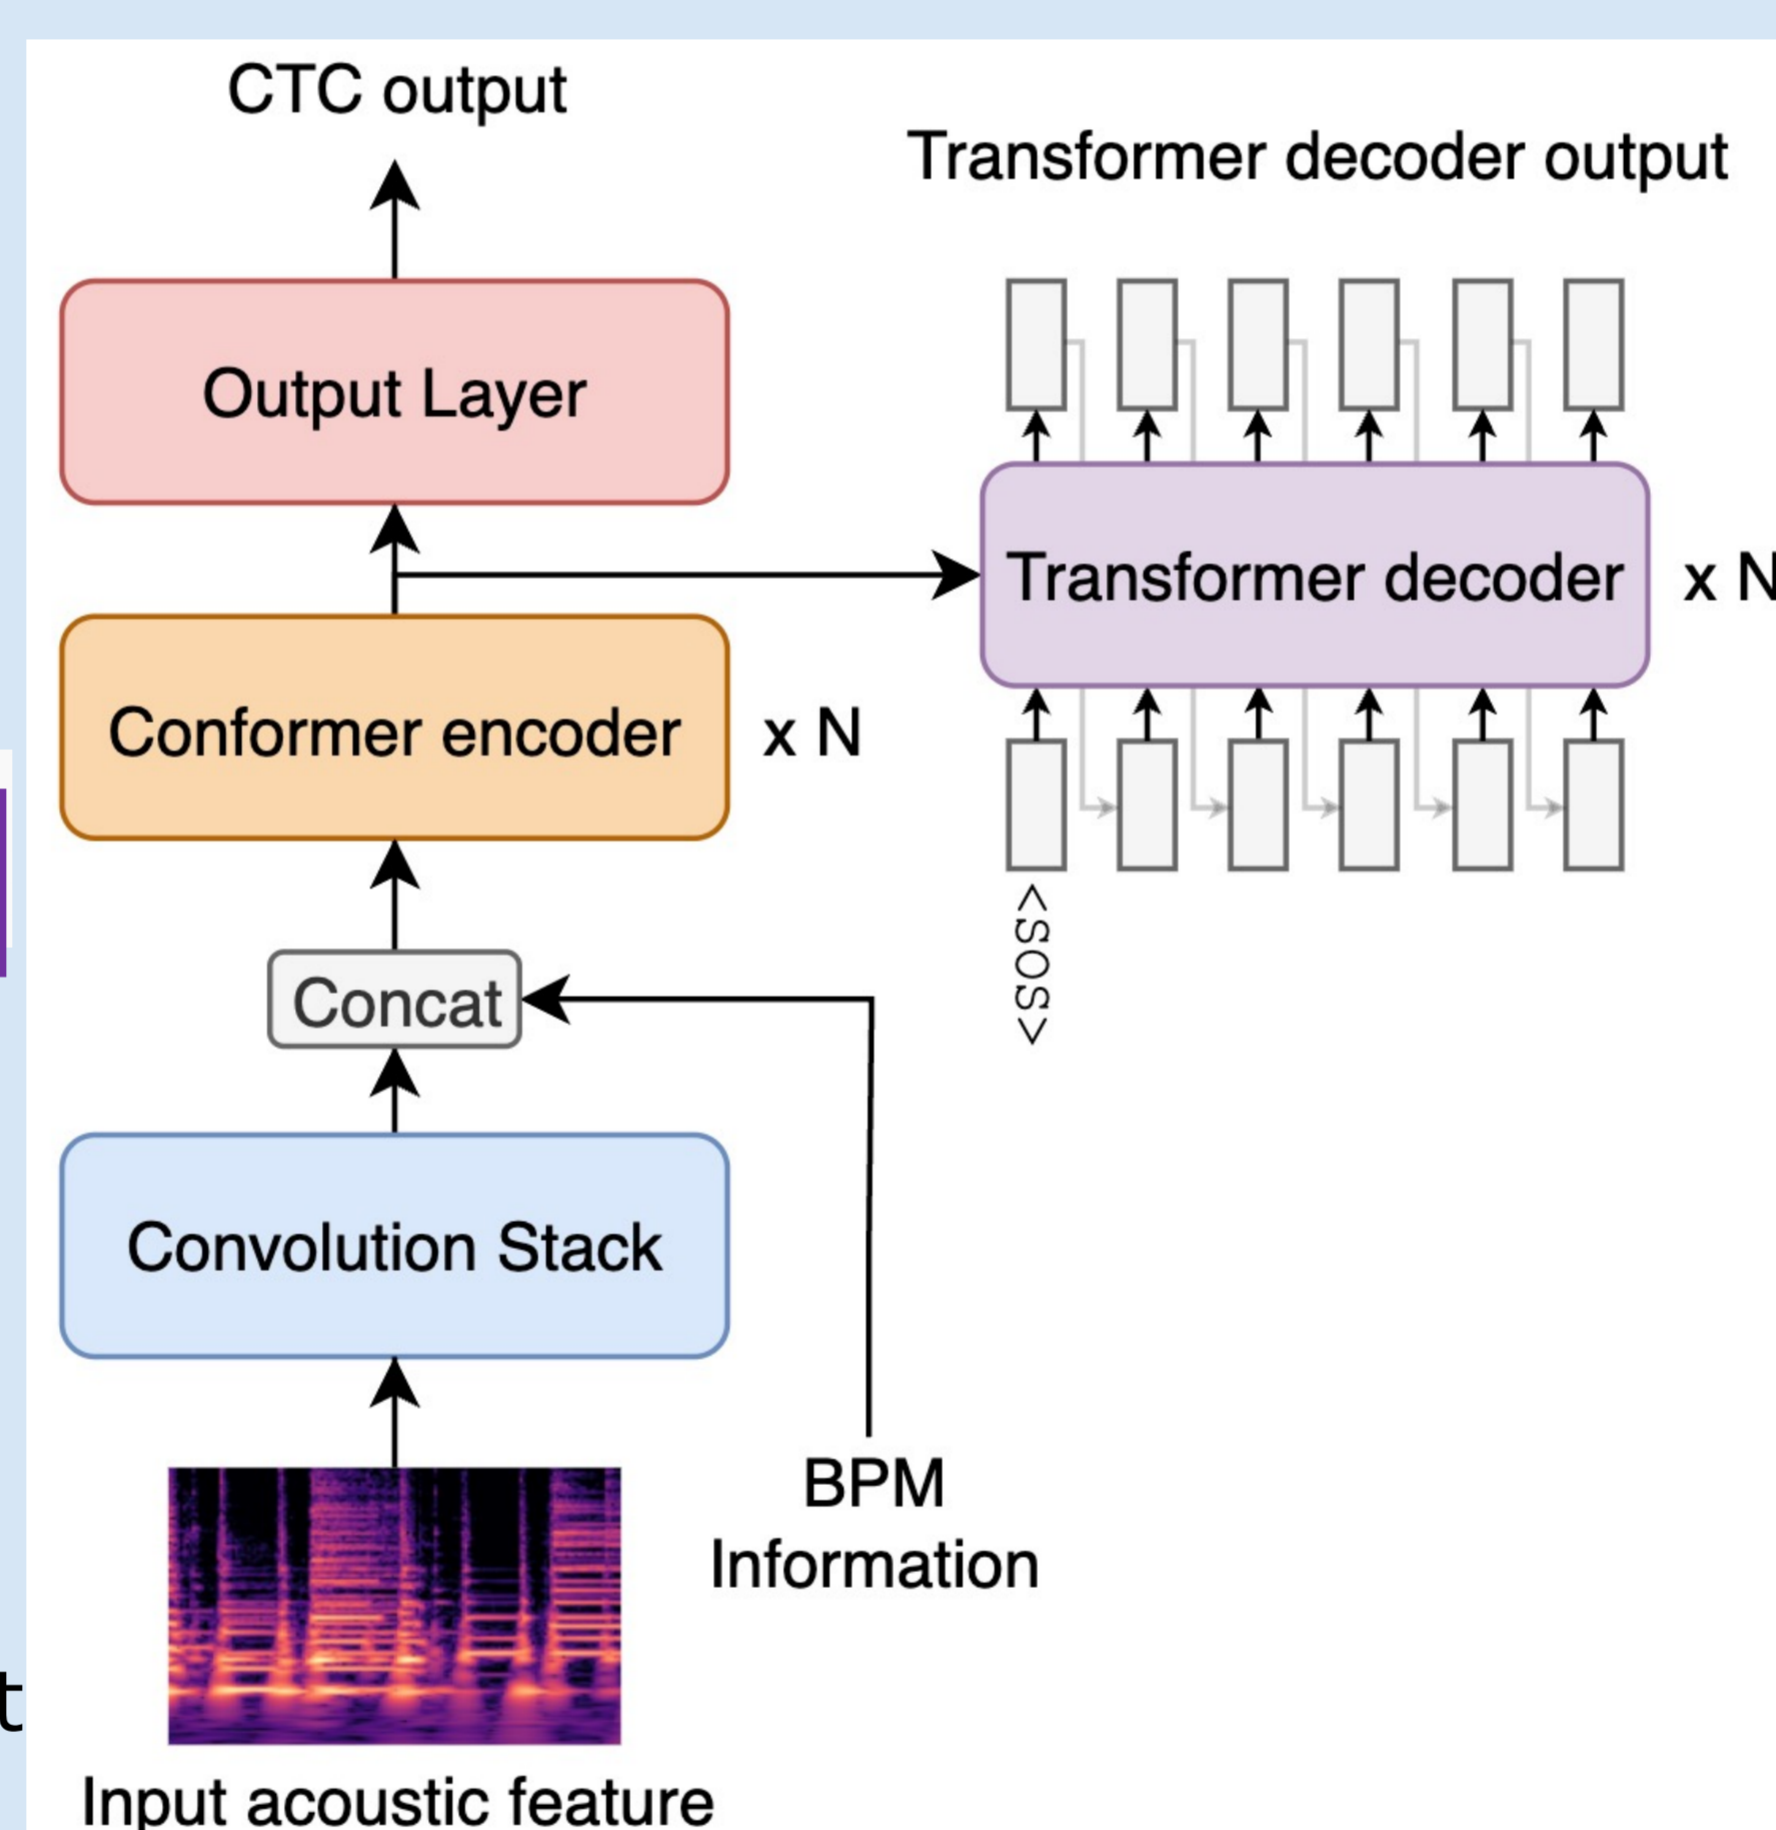 CTC output
Transformer decoder output
Output Layer
Transformer decoder
x N
Conformer encoder
x N
<SOS>
Concat
Convolution Stack
BPM
Information
t
Input acoustic feature